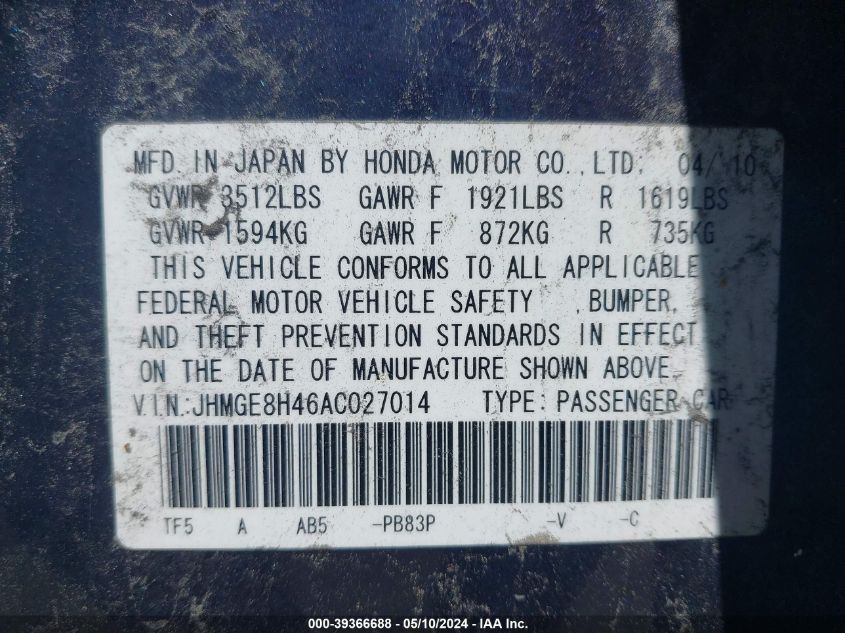 MFD. IN JAPAN BY HONDA MOTOR CO.,LTD. 04/10
GVWR 3512LBS GAWR F 1921LBS R 1619LBS
GVWR 1594KG GAWR F 872KG R 735KG
THIS VEHICLE CONFORMS TO ALL APPLICABLE
FEDERAL MOTOR VEHICLE SAFETY , BUMPER,
AND THEFT PREVENTION STANDARDS IN EFFECT
ON THE DATE OF MANUFACTURE SHOWN ABOVE.
V.I.N.:JHMGE8H46AC027014 TYPE: PASSENGER CAR
TF5 A AB5 -PB83P -V -C
000-39366688 - 05/10/2024 - IAA Inc.